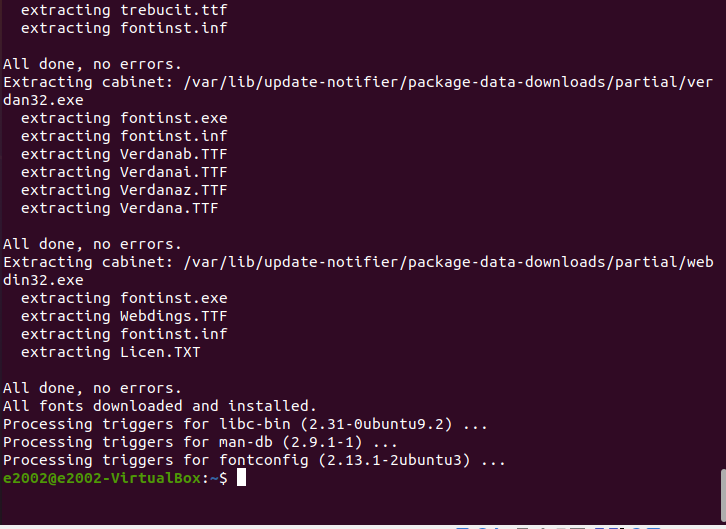 extracting trebucit.ttf
extracting fontinst.inf
All done, no errors.
Extracting cabinet: /var/lib/update-notifier/package-data-downloads/partial/ver
dan32.exe
extracting fontinst.exe
extracting fontinst.inf
extracting Verdanab.TTF
extracting Verdanai.TTF
extracting Verdanaz.TTF
extracting Verdana.TTF
All done, no errors.
Extracting cabinet: /var/lib/update-notifier/package-data-downloads/partial/web
din32.exe
extracting fontinst.exe
extracting Webdings.TTF
extracting fontinst.inf
extracting Licen.TXT
All done, no errors.
All fonts downloaded and installed.
Processing triggers for libc-bin (2.31-0ubuntu9.2) ...
Processing triggers for man-db (2.9.1-1) ...
Processing triggers for fontconfig (2.13.1-2ubuntu3) ...
e2002@e2002-VirtualBox:~$